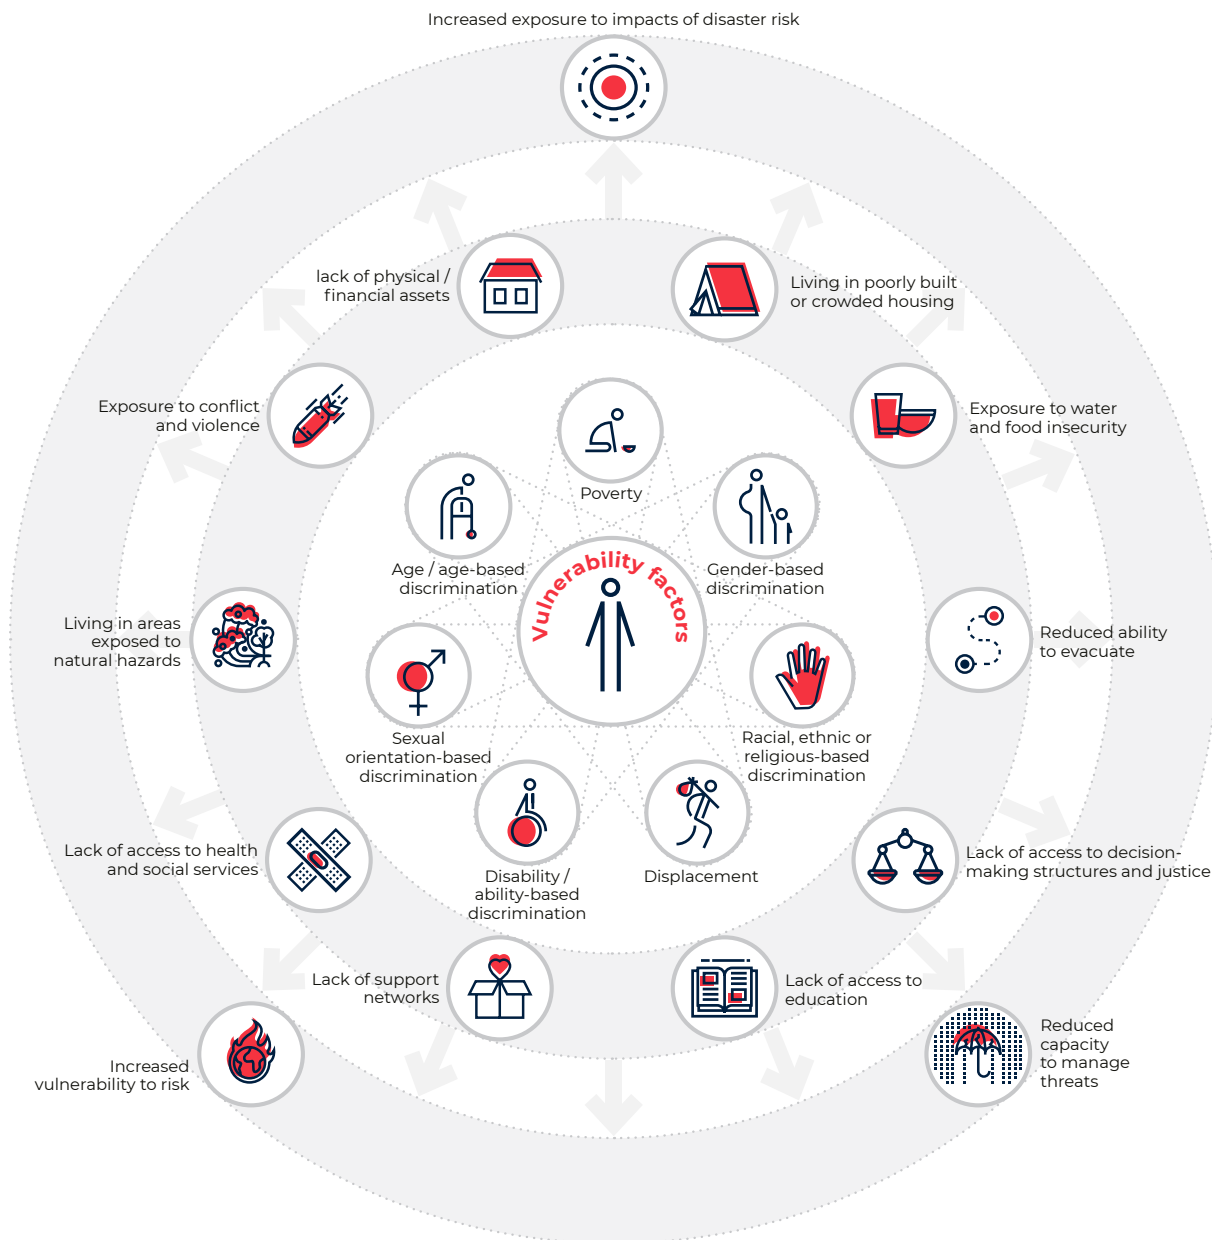 Increased exposure to impacts of disaster risk
lack of physical /
financial assets
Living in poorly built
or crowded housing
Exposure to conflict
and violence
Exposure to water
and food insecurity
Poverty
Age / age-based
discrimination
Gender-based
discrimination
Vulnerability factors
Living in areas
exposed to
natural hazards
Reduced ability
to evacuate
Sexual
orientation-based
discrimination
Racial, ethnic or
religious-based
discrimination
Disability /
ability-based
discrimination
Displacement
Lack of access to health
and social services
Lack of access to decision-
making structures and justice
Lack of support
networks
Lack of access to
education
Increased
vulnerability to risk
Reduced
capacity
to manage
threats